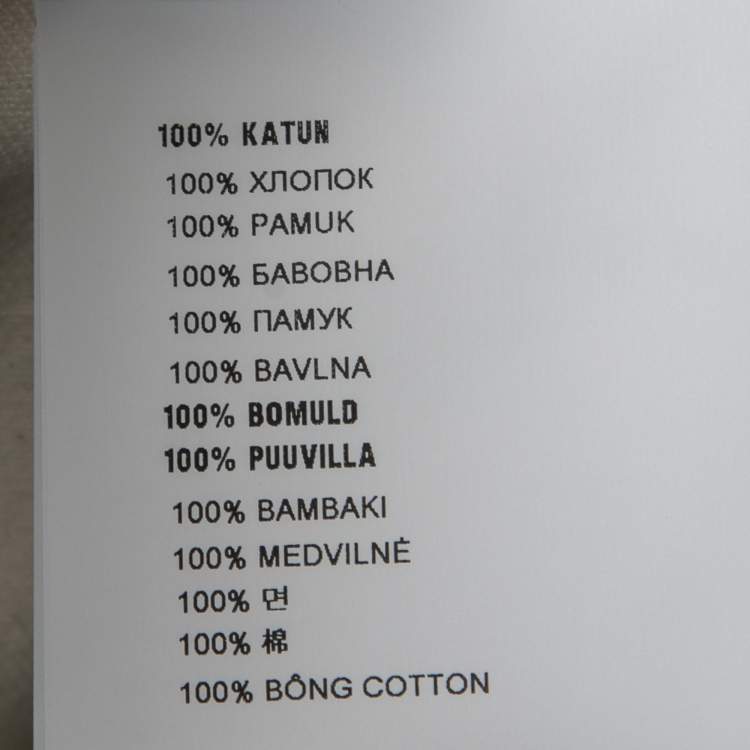 100% KATUN
100% ХЛОПОК
100% PAMUK
100% БАВОВНА
100% ПАМУК
100% BAVLNA
100% BOMULD
100% PUUVILLA
100% BAMBAKI
100% MEDVILNĖ
100% 면
100% 棉
100% BÔNG COTTON